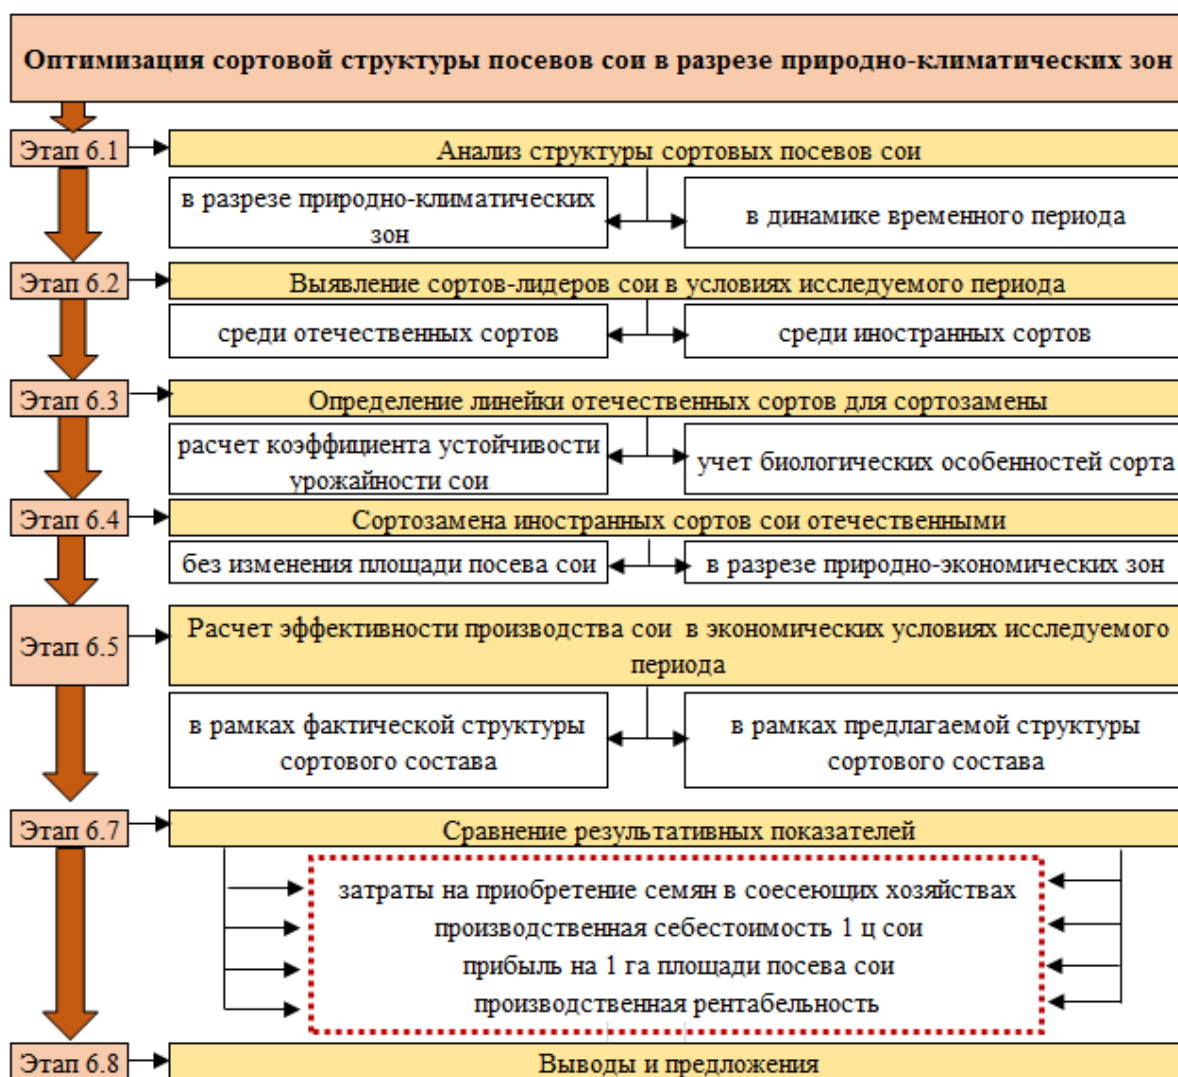 Оптимизация сортовой структуры посевов сои в разрезе природно-климатических зон
Этап 6.1
Анализ структуры сортовых посевов сои
в разрезе природно-климатических
зон
в динамике временного периода
Этап 6.2
Выявление сортов-лидеров сои в условиях исследуемого периода
среди отечественных сортов
среди иностранных сортов
Этап 6.3
Определение линейки отечественных сортов для сортозамены
расчет коэффициента устойчивости
урожайности сои
учет биологических особенностей сорта
Этап 6.4
Сортозамена иностранных сортов сои отечественными
без изменения площади посева сои
в разрезе природно-экономических зон
Этап 6.5
Расчет эффективности производства сои в экономических условиях исследуемого
периода
в рамках фактической структуры
сортового состава
в рамках предлагаемой структуры
сортового состава
Этап 6.7
Сравнение результативных показателей
затраты на приобретение семян в соесеющих хозяйствах
производственная себестоимость 1 ц сои
прибыль на 1 га площади посева сои
производственная рентабельность
Этап 6.8
Выводы и предложения